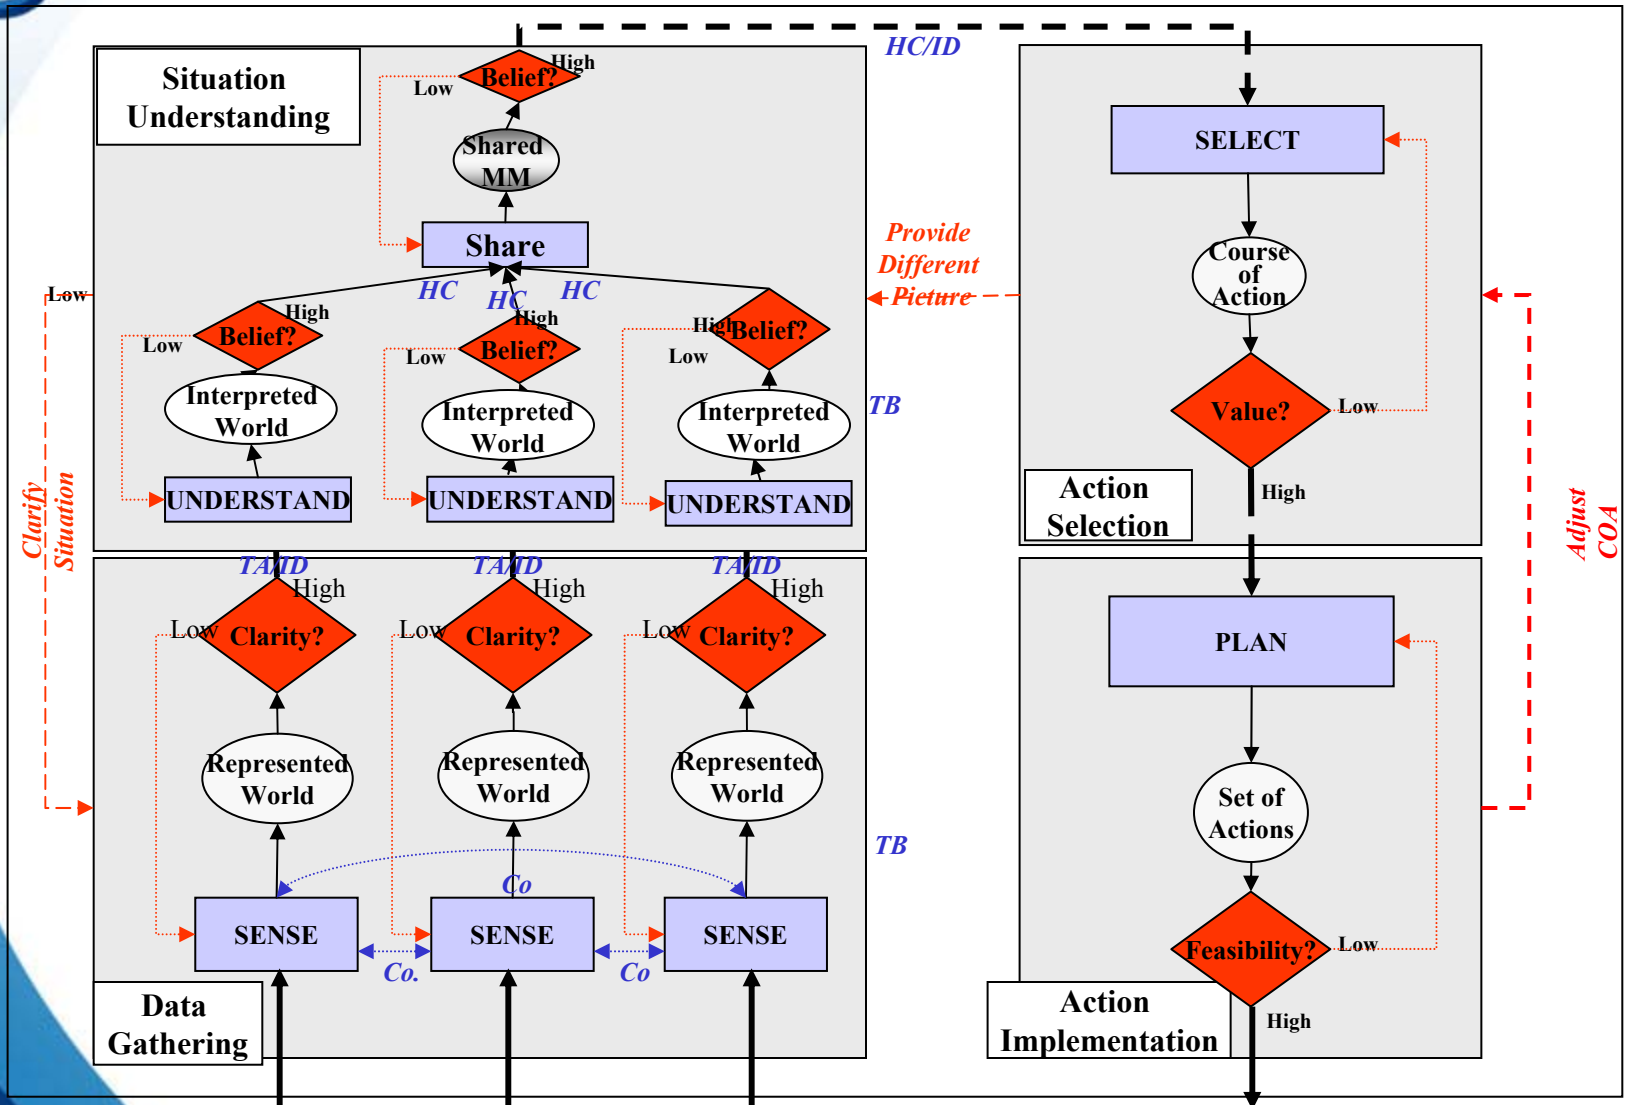 HC/ID
Situation
Understanding
Belief?
High
Low
Shared
MM
Share
HC
HC
HC
Low
Belief?
High
Low
Interpreted
World
UNDERSTAND
High
Belief?
Low
Interpreted
World
UNDERSTAND
High
Belief?
Low
Interpreted
World
UNDERSTAND
TB
Clarify
Situation
Provide
Different
Picture
SELECT
Course
of
Action
Value?
Low
High
Action
Selection
Adjust
COA
TA/ID
High
Low
Clarity?
Represented
World
SENSE
TA/ID
High
Low
Clarity?
Represented
World
Co
SENSE
TA/ID
High
Low
Clarity?
Represented
World
SENSE
Co.
Co
TB
Data
Gathering
PLAN
Set of
Actions
Feasibility?
Low
High
Action
Implementation